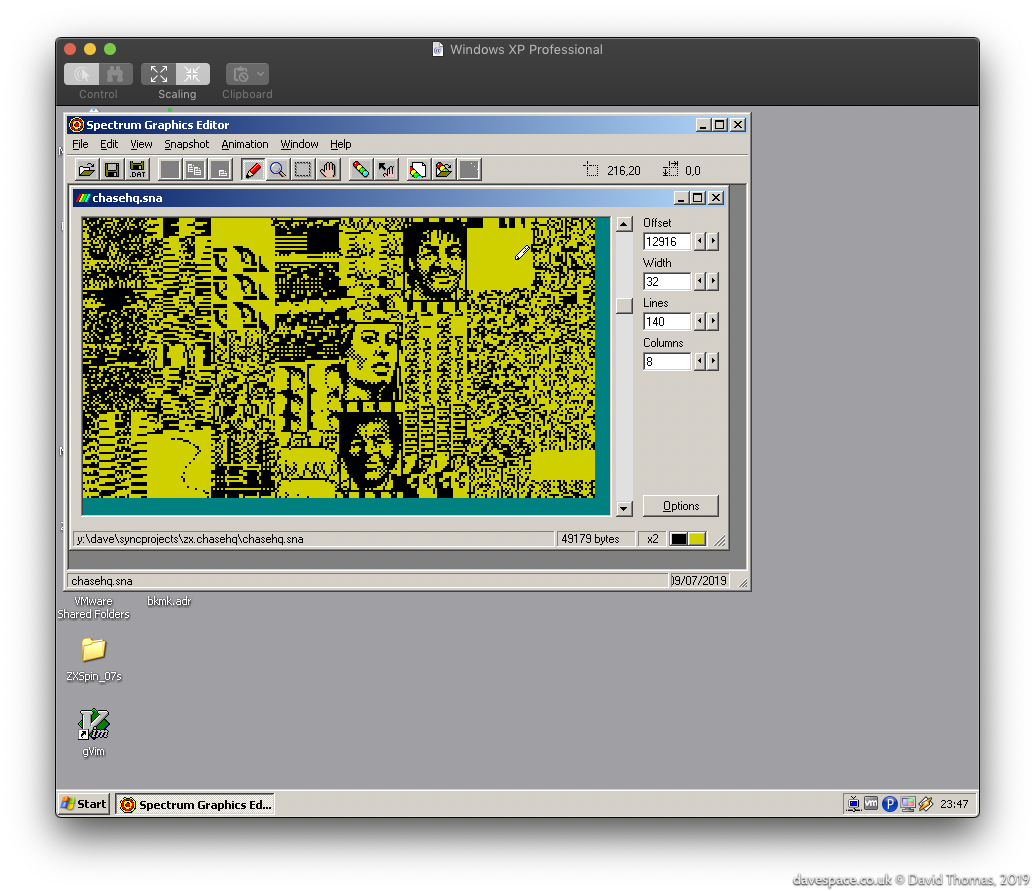 Windows XP Professional
Control
Scaling
Clipboard
Spectrum Graphics Editor
File Edit View Snapshot Animation Window Help
.DAT
216,20
0,0
chasehq.sna
Offset
12916
Width
32
Lines
140
Columns
8
Options
y:\dave\syncprojects\zx.chasehq\chasehq.sna
49179 bytes
x2
chasehq.sna
09/07/2019
VMware
Shared Folders
bkmk.adr
ZXSpin_07s
gVim
Start
Spectrum Graphics Ed...
vm
P
23:47
davespace.co.uk © David Thomas, 2019